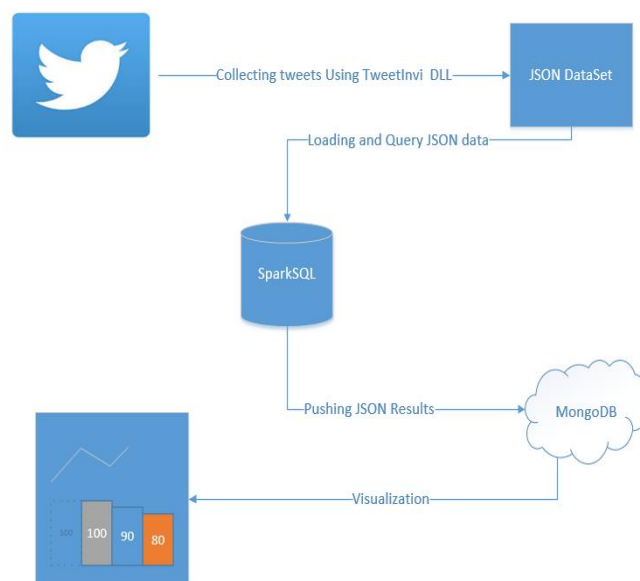 Collecting tweets Using TweetInvi DLL
JSON DataSet
Loading and Query JSON data
SparkSQL
Pushing JSON Results
MongoDB
Visualization
100
100
90
80